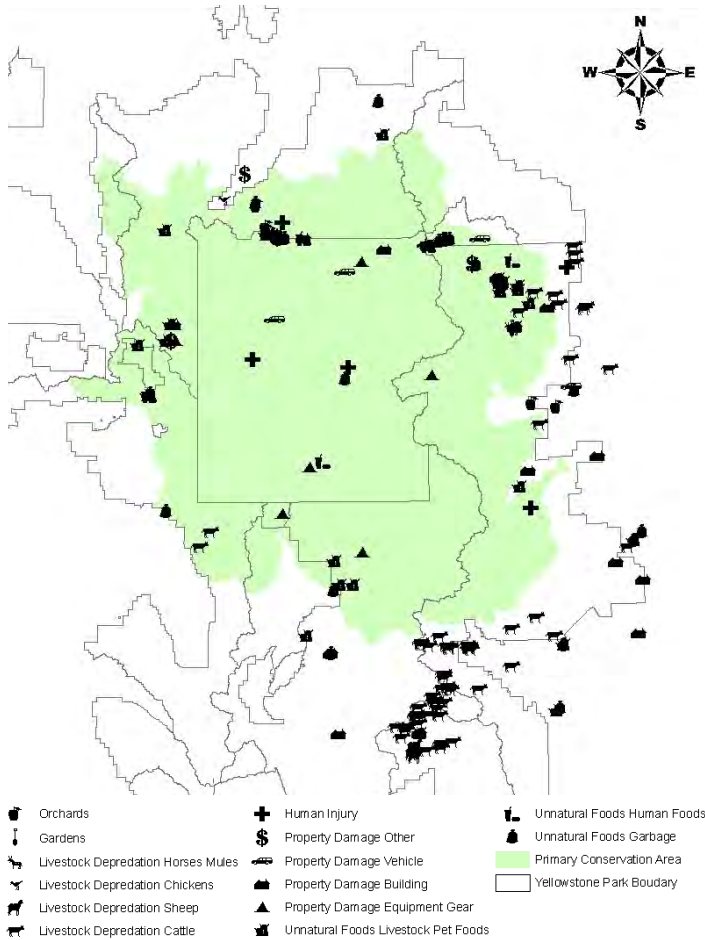 N
W E
S
$
$
$
Orchards
Gardens
Livestock Depredation Horses Mules
Livestock Depredation Chickens
Livestock Depredation Sheep
Livestock Depredation Cattle
Human Injury
$ Property Damage Other
Property Damage Vehicle
Property Damage Building
Property Damage Equipment Gear
Unnatural Foods Livestock Pet Foods
Unnatural Foods Human Foods
Unnatural Foods Garbage
Primary Conservation Area
Yellowstone Park Boudary